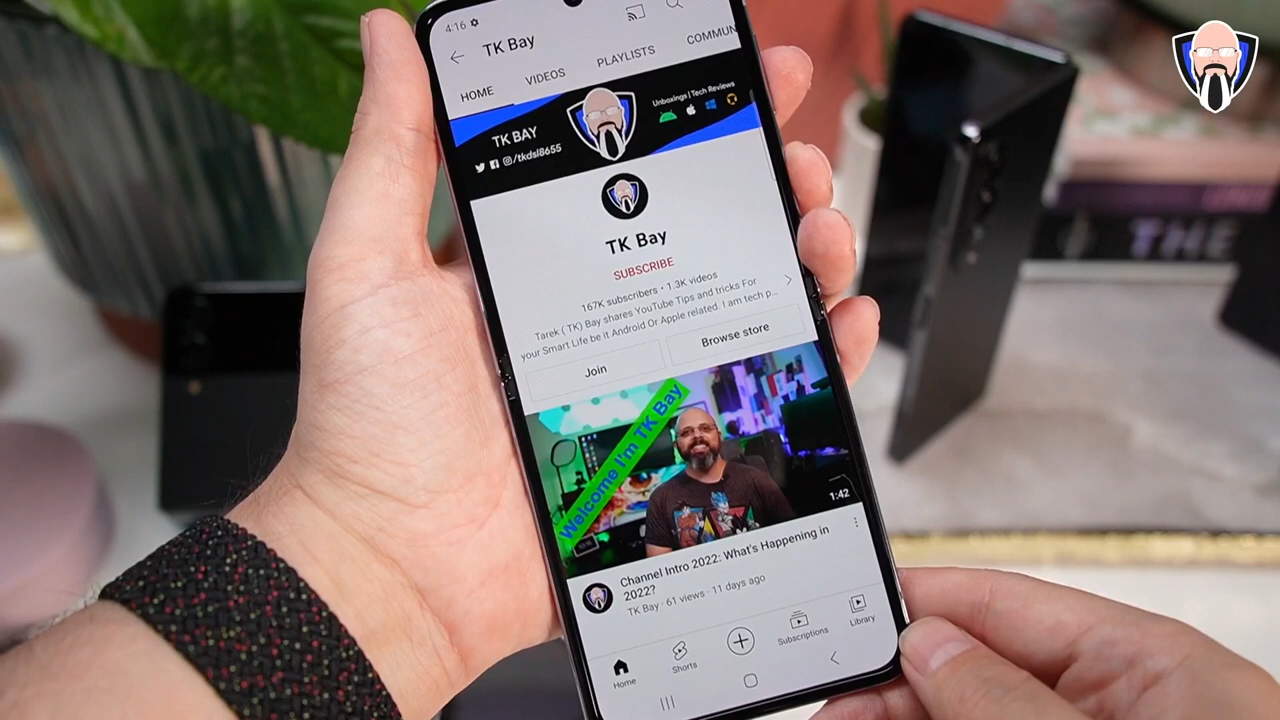 4:16
TK Bay
HOME VIDEOS PLAYLISTS COMMUN
TK BAY
@/tkdsl8655
Unboxings | Tech Reviews
TK Bay
SUBSCRIBE
167K subscribers • 1.3K videos
Tarek ( TK) Bay shares YouTube Tips and tricks For
your Smart Life be it Android Or Apple related. I am tech p...
Join
Browse store
Welcome I'm TK Bay
1:42
Channel Intro 2022: What's Happening in
2022?
TK Bay · 61 views · 11 days ago
Home Shorts Subscriptions Library
THE